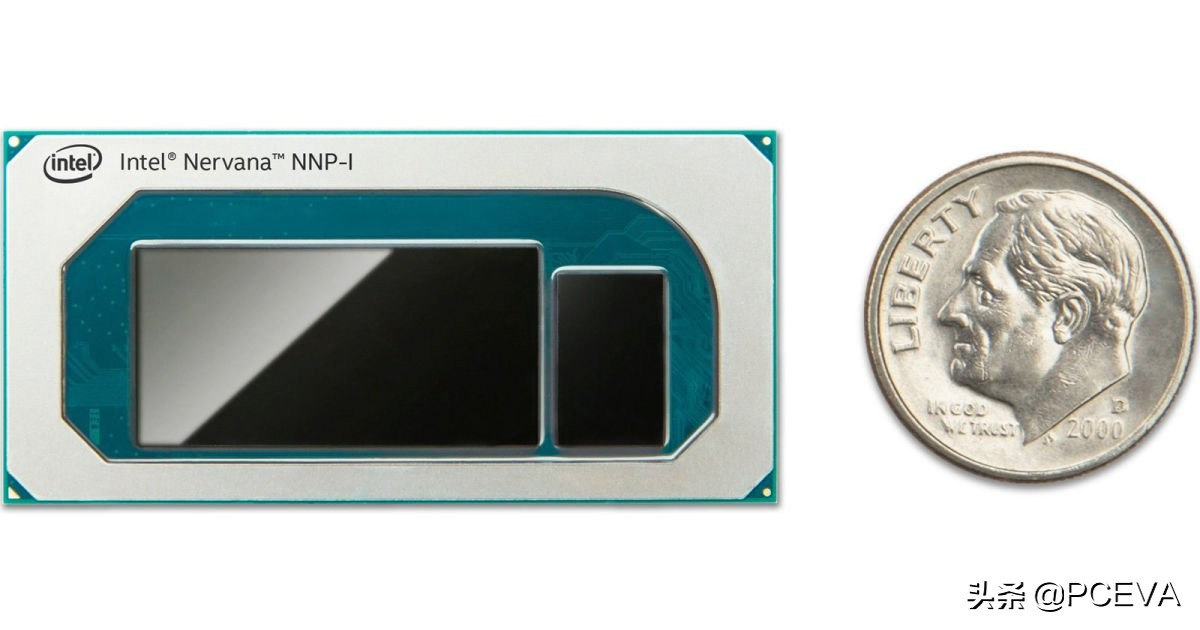 intel
Intel® Nervana™ NNP-I
LIBERTY
IN GOD
WE TRUST
D
2000
头条 @PCEVA